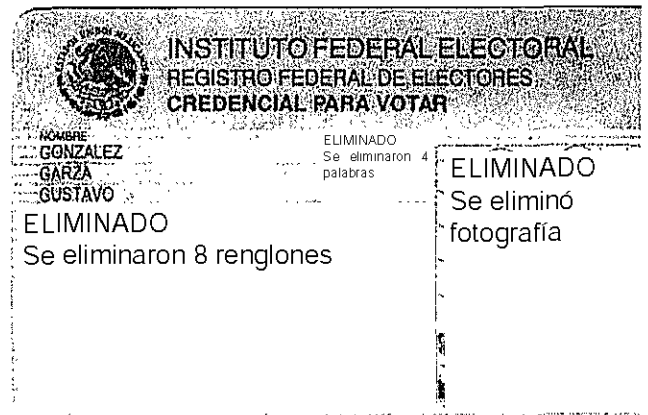 INSTITUTO FEDERAL ELECTORAL
REGISTRO FEDERAL DE ELECTORES
CREDENCIAL PARA VOTAR
NOMBRE
GONZALEZ
GARZA
GUSTAVO
ELIMINADO
Se eliminaron 4
palabras
ELIMINADO
Se eliminaron 8 renglones
ELIMINADO
Se eliminó
fotografía